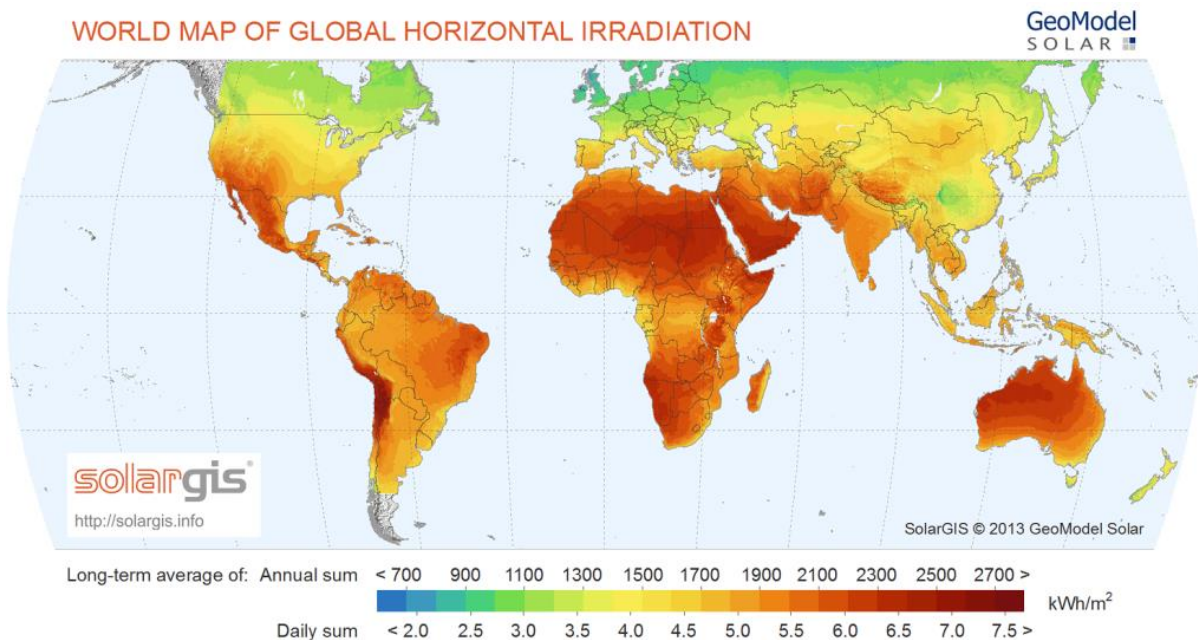 WORLD MAP OF GLOBAL HORIZONTAL IRRADIATION
GeoModel
SOLAR
solargis®
http://solargis.info
SolarGIS © 2013 GeoModel Solar
Long-term average of: Annual sum < 700 900 1100 1300 1500 1700 1900 2100 2300 2500 2700 >
kWh/m²
Daily sum < 2.0 2.5 3.0 3.5 4.0 4.5 5.0 5.5 6.0 6.5 7.0 7.5 >